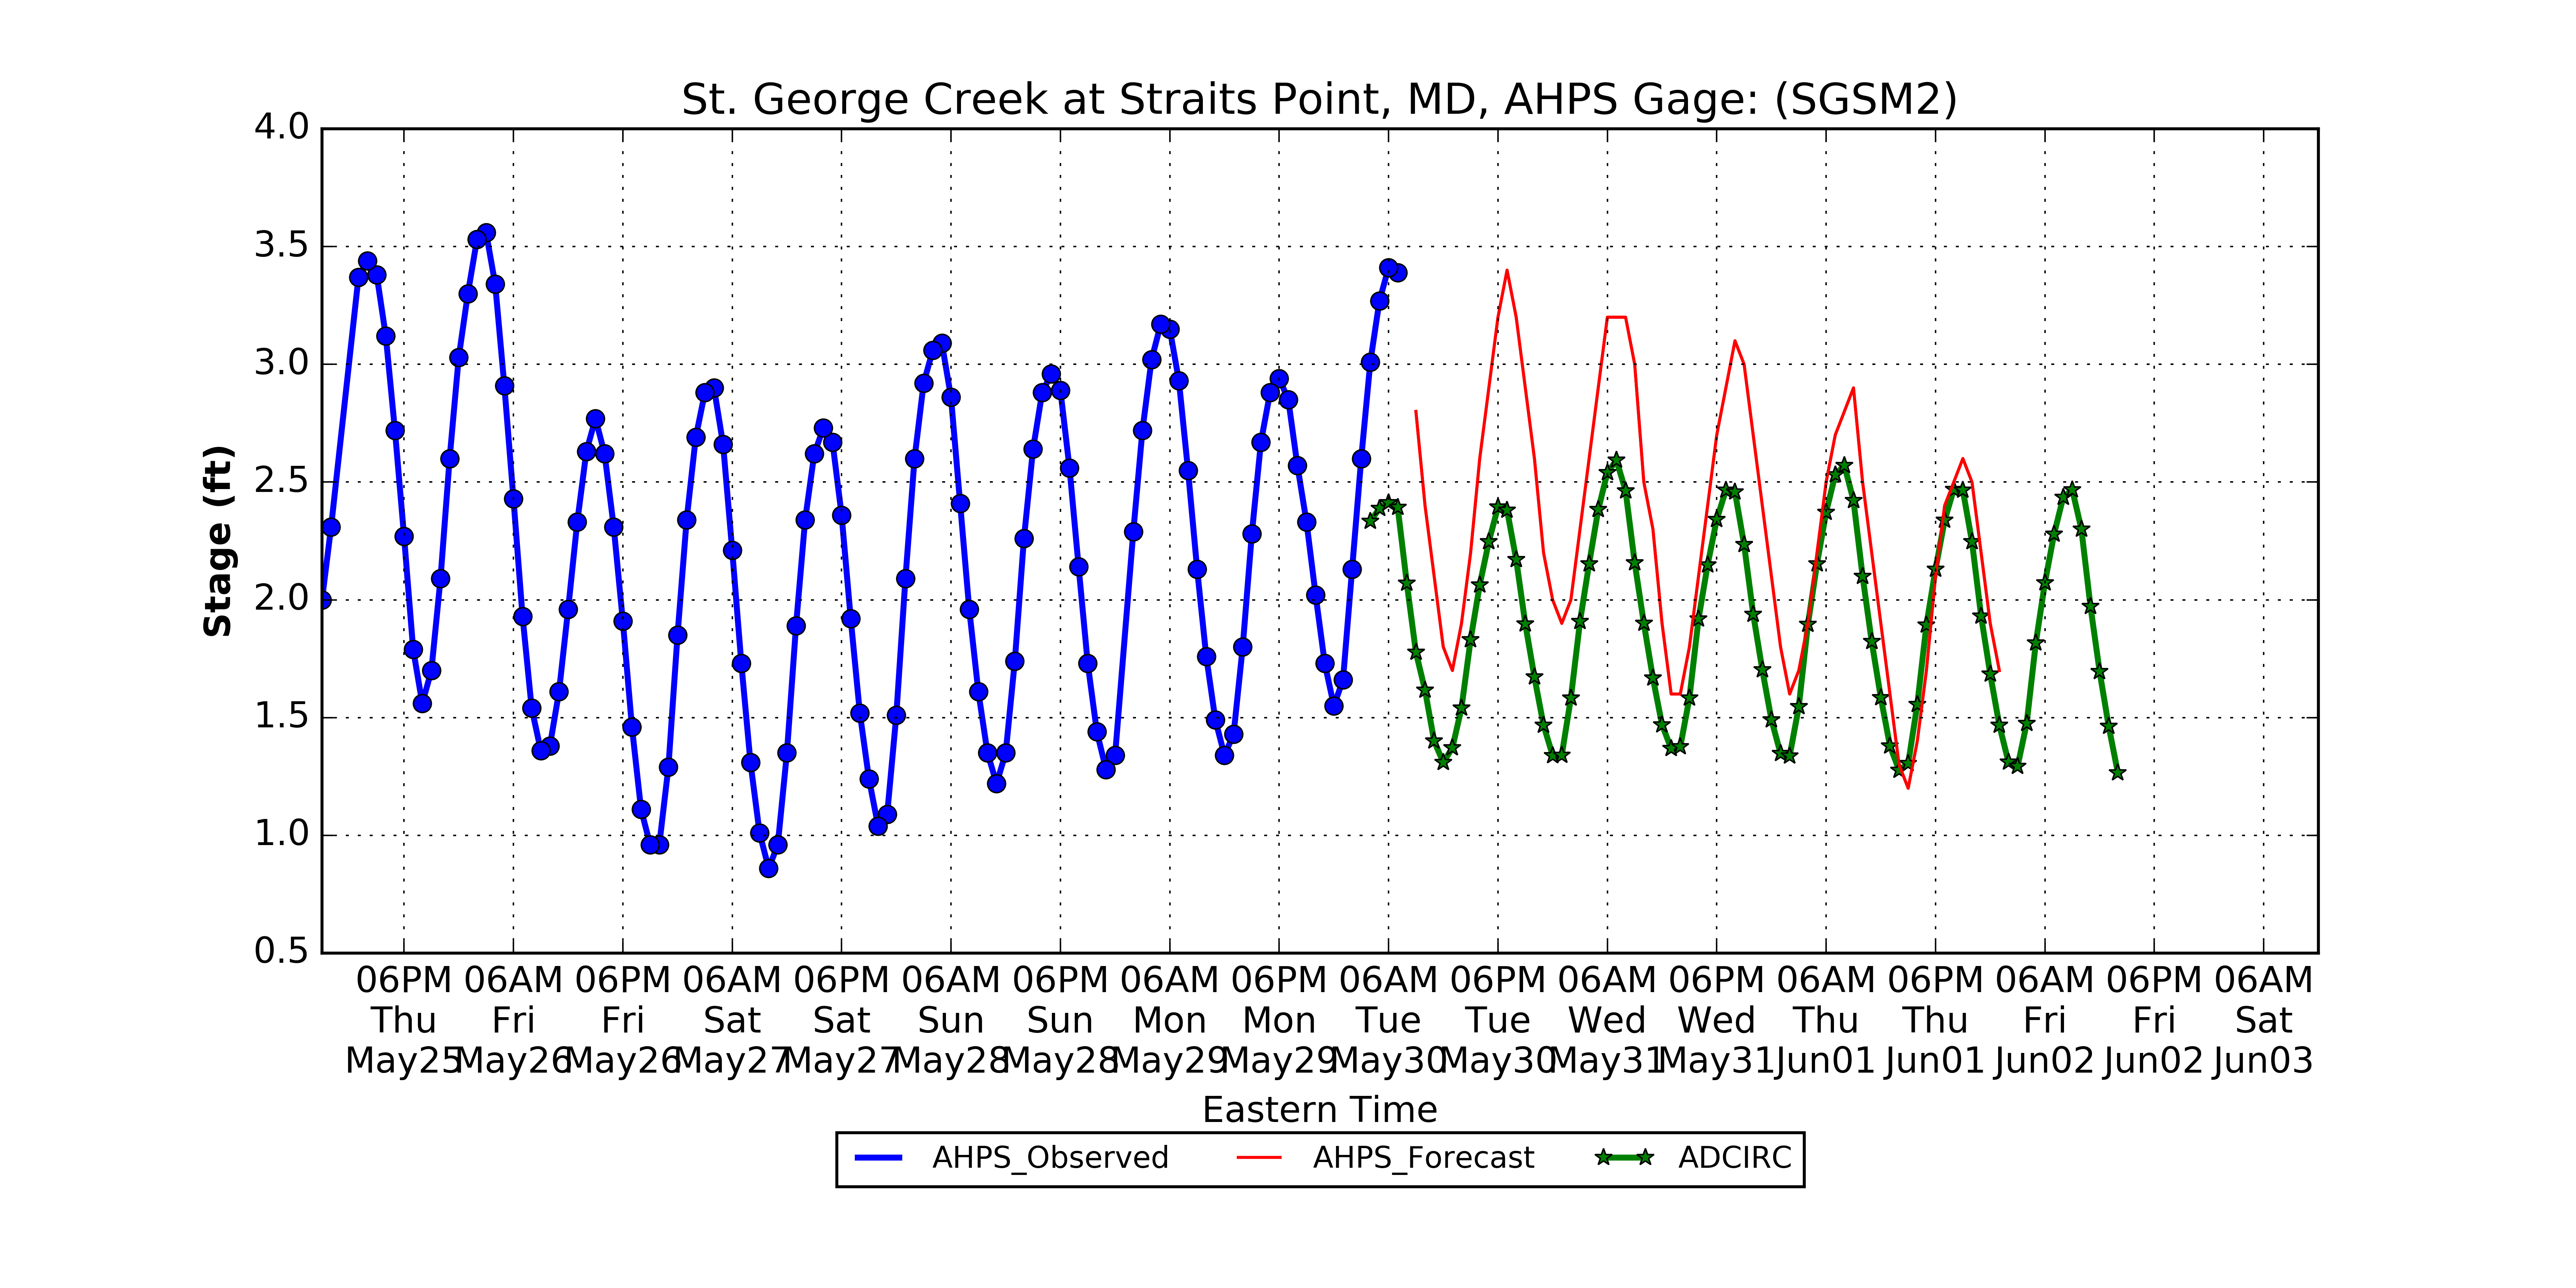 St. George Creek at Straits Point, MD, AHPS Gage: (SGSM2)
4.0
3.5
3.0
2.5
2.0
1.5
1.0
0.5
Stage (ft)
06PM 06AM 06PM 06AM 06PM 06AM 06PM 06AM 06PM 06AM 06PM 06AM 06PM 06AM 06PM 06AM 06PM 06AM
Thu Fri Fri Sat Sat Sun Sun Mon Mon Tue Tue Wed Wed Thu Thu Fri Fri Sat
May25 May26 May26 May27 May27 May28 May28 May29 May29 May30 May30 May31 May31 Jun01 Jun01 Jun02 Jun02 Jun03
Eastern Time
AHPS_Observed AHPS_Forecast ADCIRC